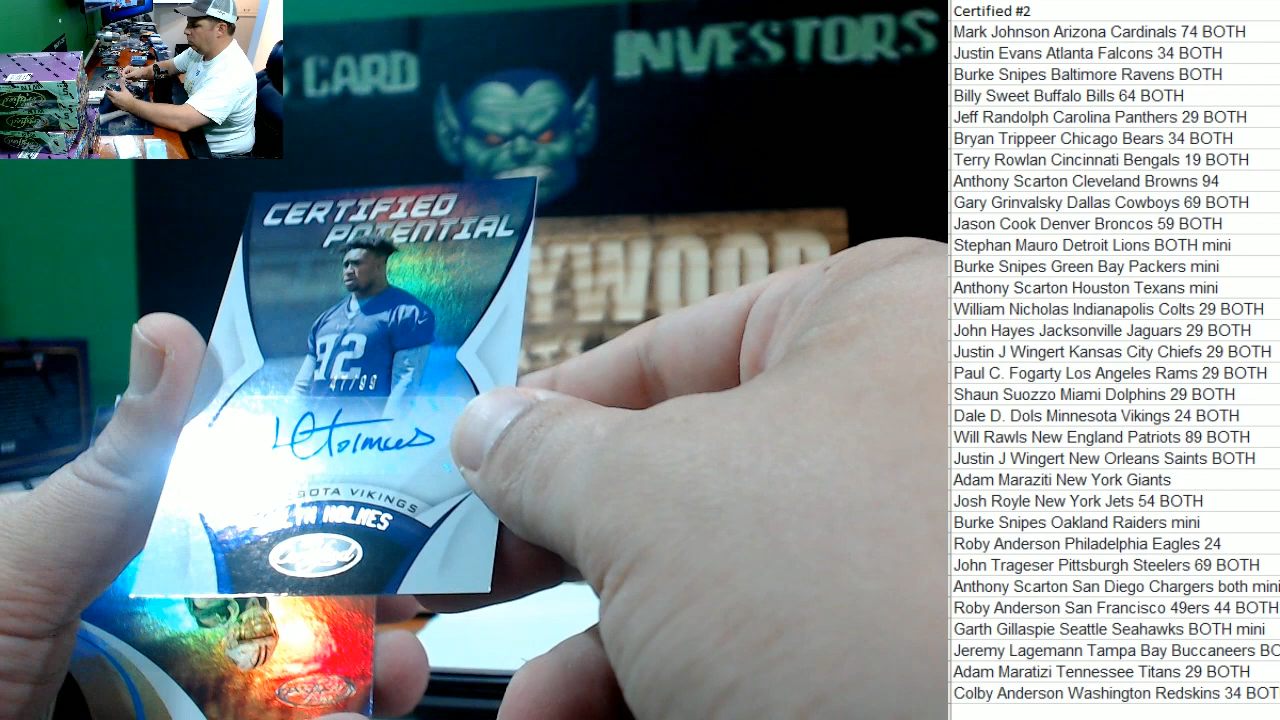 CARD INVESTORS
YWOOD
CERTIFIED
POTENTIAL
92
47/99
SOTA VIKINGS
HOLMES
Certified
Certified #2
Mark Johnson Arizona Cardinals 74 BOTH
Justin Evans Atlanta Falcons 34 BOTH
Burke Snipes Baltimore Ravens BOTH
Billy Sweet Buffalo Bills 64 BOTH
Jeff Randolph Carolina Panthers 29 BOTH
Bryan Trippeer Chicago Bears 34 BOTH
Terry Rowlan Cincinnati Bengals 19 BOTH
Anthony Scarton Cleveland Browns 94
Gary Grinvalsky Dallas Cowboys 69 BOTH
Jason Cook Denver Broncos 59 BOTH
Stephan Mauro Detroit Lions BOTH mini
Burke Snipes Green Bay Packers mini
Anthony Scarton Houston Texans mini
William Nicholas Indianapolis Colts 29 BOTH
John Hayes Jacksonville Jaguars 29 BOTH
Justin J Wingert Kansas City Chiefs 29 BOTH
Paul C. Fogarty Los Angeles Rams 29 BOTH
Shaun Suozzo Miami Dolphins 29 BOTH
Dale D. Dols Minnesota Vikings 24 BOTH
Will Rawls New England Patriots 89 BOTH
Justin J Wingert New Orleans Saints BOTH
Adam Maraziti New York Giants
Josh Royle New York Jets 54 BOTH
Burke Snipes Oakland Raiders mini
Roby Anderson Philadelphia Eagles 24
John Trageser Pittsburgh Steelers 69 BOTH
Anthony Scarton San Diego Chargers both mini
Roby Anderson San Francisco 49ers 44 BOTH
Garth Gillaspie Seattle Seahawks BOTH mini
Jeremy Lagemann Tampa Bay Buccaneers BO
Adam Maratizi Tennessee Titans 29 BOTH
Colby Anderson Washington Redskins 34 BOT